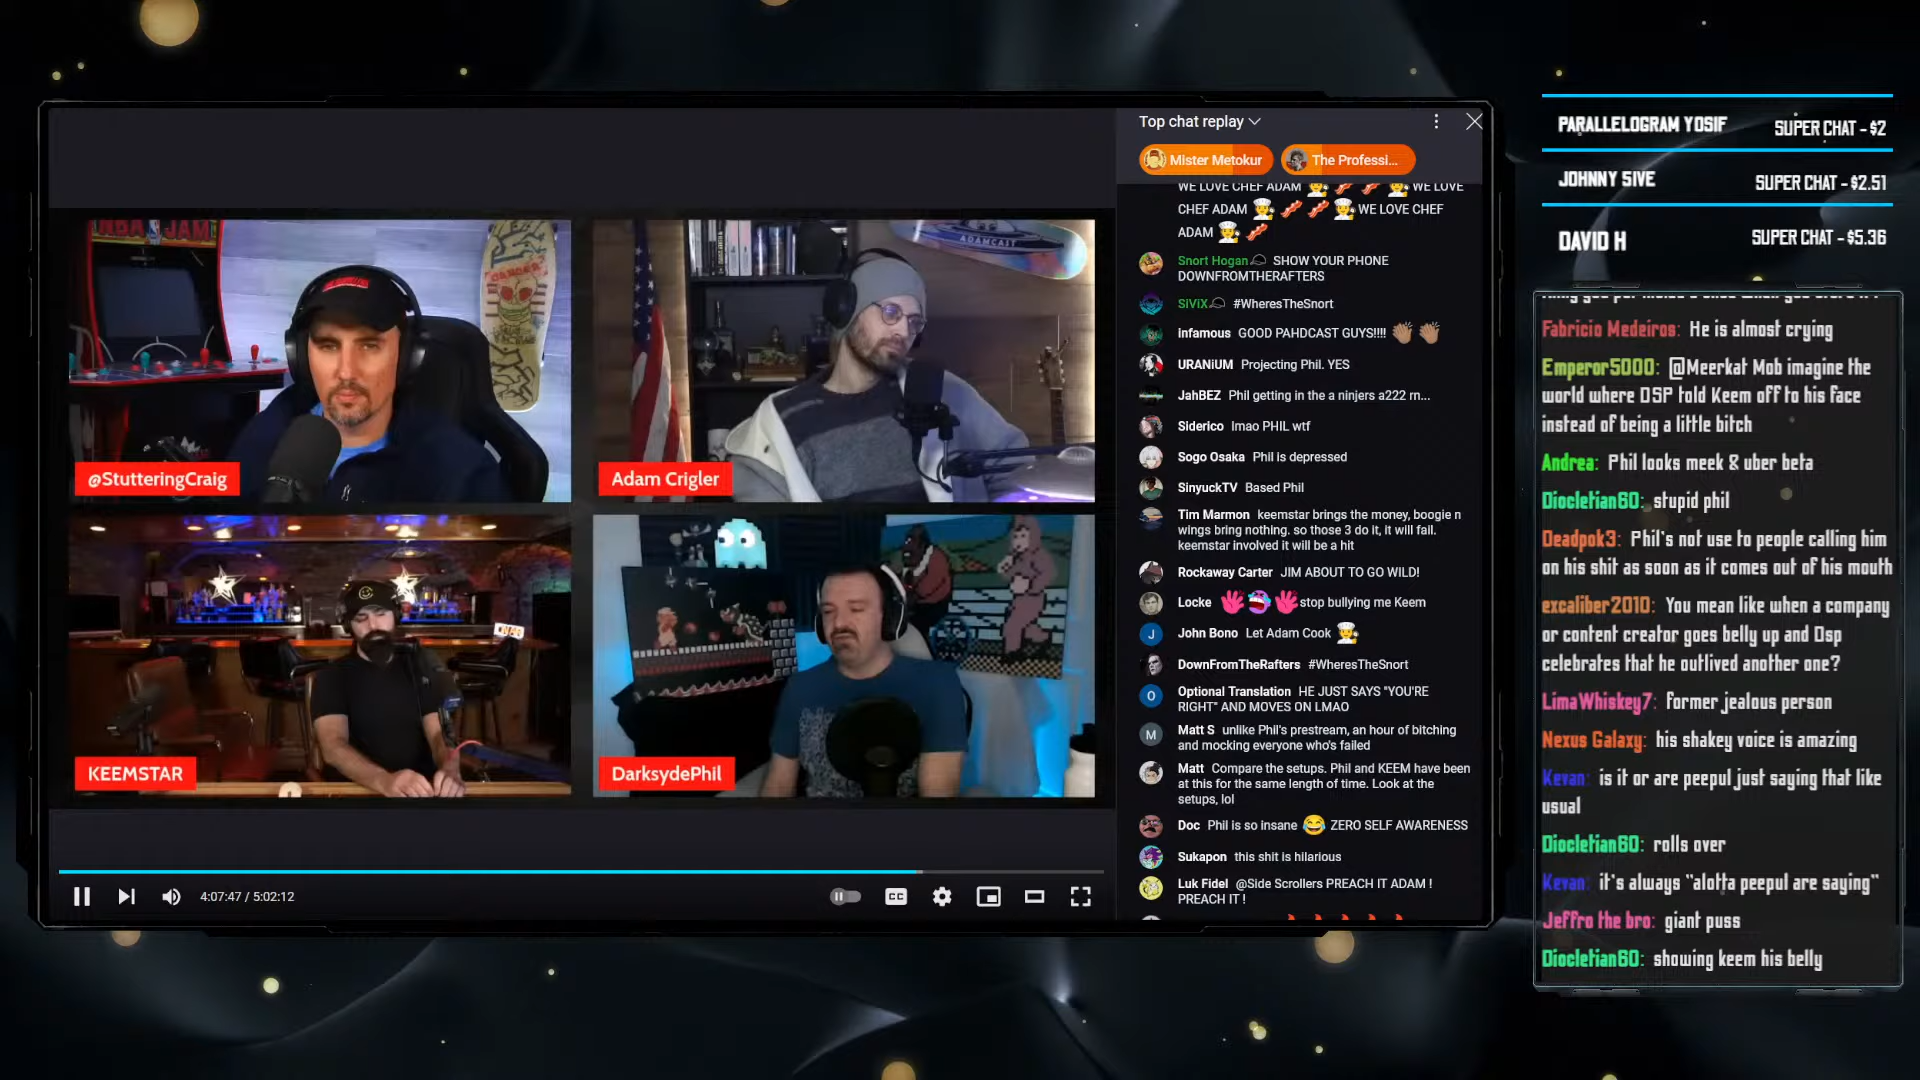 NBA JAM
DANGER
@StutteringCraig
ADAMCAST
Adam Crigler
ON AIR
KEEMSTAR
DarksydePhil
4:07:47 / 5:02:12
CC
Top chat replay
Mister Metokur
The Professi...
WE LOVE CHEF ADAM 👨‍🍳🥓🥓👨‍🍳WE LOVE
CHEF ADAM 👨‍🍳🥓🥓👨‍🍳WE LOVE CHEF
ADAM 👨‍🍳🥓
Snort Hogan SHOW YOUR PHONE
DOWNFROMTHERAFTERS
SiViX #WheresTheSnort
infamous GOOD PAHDCAST GUYS!!!! 👏🏽👏🏽
URANiUM Projecting Phil. YES
JahBEZ Phil getting in the a ninjers a222 rn...
Siderico lmao PHIL wtf
Sogo Osaka Phil is depressed
SinyuckTV Based Phil
Tim Marmon keemstar brings the money, boogie n
wings bring nothing. so those 3 do it, it will fail.
keemstar involved it will be a hit
Rockaway Carter JIM ABOUT TO GO WILD!
Locke stop bullying me Keem
John Bono Let Adam Cook 👨‍🍳
DownFromTheRafters #WheresTheSnort
Optional Translation HE JUST SAYS "YOU'RE
RIGHT" AND MOVES ON LMAO
Matt S unlike Phil's prestream, an hour of bitching
and mocking everyone who's failed
Matt Compare the setups. Phil and KEEM have been
at this for the same length of time. Look at the
setups, lol
Doc Phil is so insane 😂 ZERO SELF AWARENESS
Sukapon this shit is hilarious
Luk Fidel @Side Scrollers PREACH IT ADAM !
PREACH IT !
J
O
M
PARALLELOGRAM YOSIF SUPER CHAT - $2
JOHNNY 5IVE SUPER CHAT - $2.51
DAVID H SUPER CHAT - $5.36
Fabricio Medeiros: He is almost crying
Emperor5000: @Meerkat Mob imagine the
world where DSP told Keem off to his face
instead of being a little bitch
Andrea: Phil looks meek & uber beta
Diocletian60: stupid phil
Deadpok3: Phil's not use to people calling him
on his shit as soon as it comes out of his mouth
excaliber2010: You mean like when a company
or content creator goes belly up and Dsp
celebrates that he outlived another one?
LimaWhiskey7: former jealous person
Nexus Galaxy: his shakey voice is amazing
Kevan: is it or are peepul just saying that like
usual
Diocletian60: rolls over
Kevan: it's always "alotta peepul are saying"
Jeffro the bro: giant puss
Diocletian60: showing keem his belly